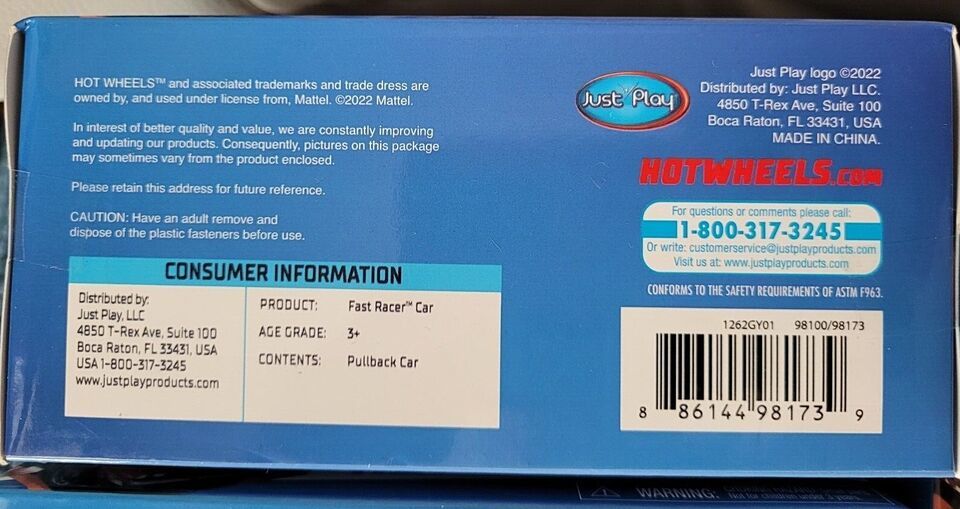 HOT WHEELS™ and associated trademarks and trade dress are
owned by, and used under license from, Mattel. ©2022 Mattel.
In interest of better quality and value, we are constantly improving
and updating our products. Consequently, pictures on this package
may sometimes vary from the product enclosed.
Please retain this address for future reference.
CAUTION: Have an adult remove and
dispose of the plastic fasteners before use.
CONSUMER INFORMATION
Distributed by:
Just Play, LLC
4850 T-Rex Ave, Suite 100
Boca Raton, FL 33431, USA
USA 1-800-317-3245
www.justplayproducts.com
PRODUCT: Fast Racer™ Car
AGE GRADE: 3+
CONTENTS: Pullback Car
Just Play
Just Play logo ©2022
Distributed by: Just Play LLC.
4850 T-Rex Ave, Suite 100
Boca Raton, FL 33431, USA
MADE IN CHINA.
HOTWHEELS.COM
For questions or comments please call:
1-800-317-3245
Or write: customerservice@justplayproducts.com
Visit us at: www.justplayproducts.com
CONFORMS TO THE SAFETY REQUIREMENTS OF ASTM F963.
1262GY01 98100/98173
8 86144 98173 9
WARNING:
Not for children under 3 years